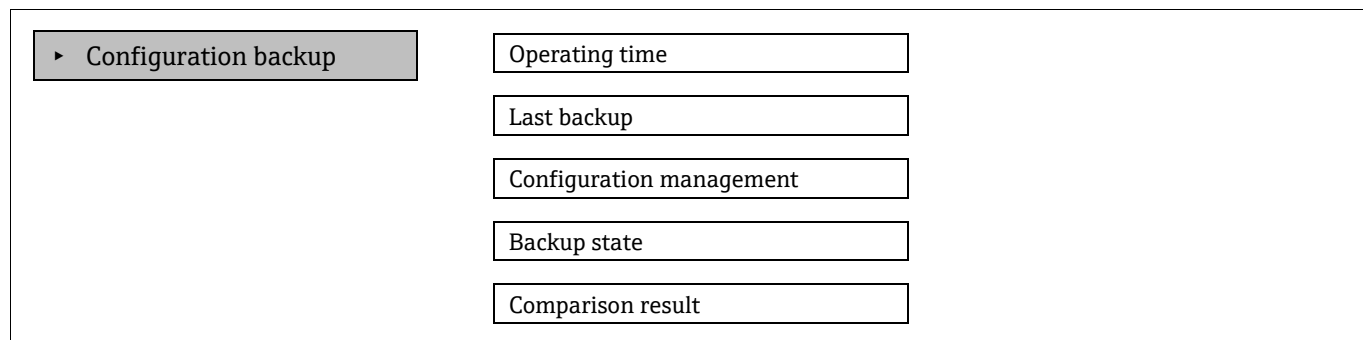 ‣ Configuration backup
Operating time
Last backup
Configuration management
Backup state
Comparison result